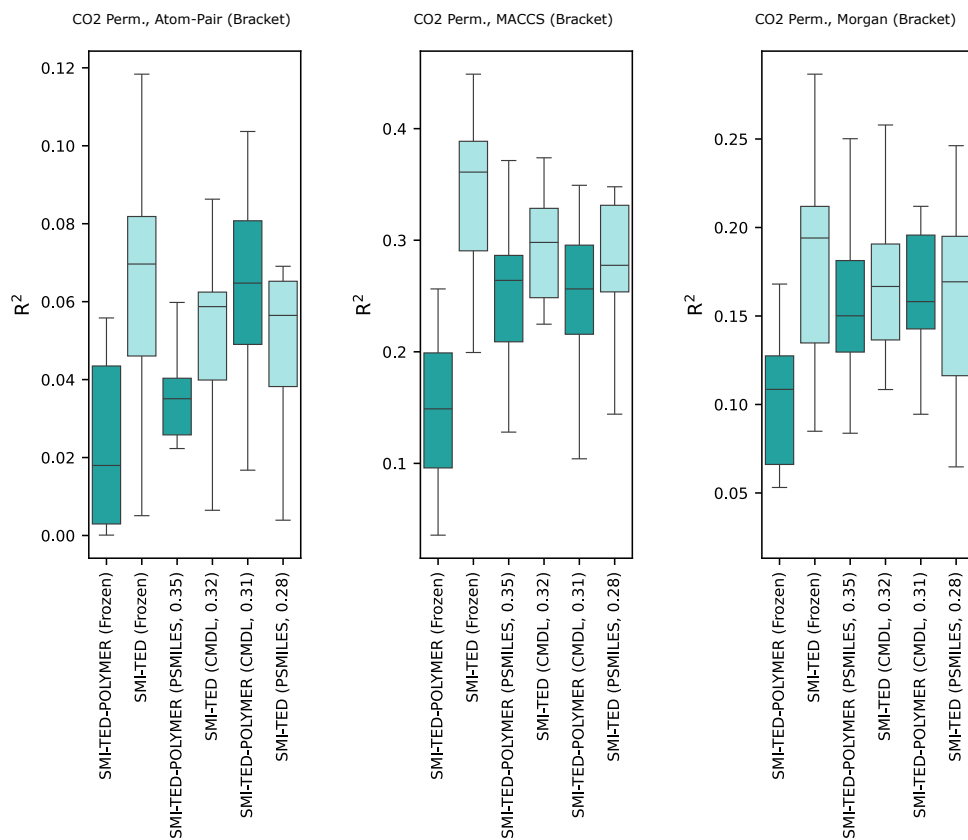 CO2 Perm., Atom-Pair (Bracket)
CO2 Perm., MACCS (Bracket)
CO2 Perm., Morgan (Bracket)
R²
0.12
0.10
0.08
0.06
0.04
0.02
0.00
SMI-TED-POLYMER (Frozen)
SMI-TED (Frozen)
SMI-TED-POLYMER (PSMILES, 0.35)
SMI-TED (CMDL, 0.32)
SMI-TED-POLYMER (CMDL, 0.31)
SMI-TED (PSMILES, 0.28)
R²
0.4
0.3
0.2
0.1
SMI-TED-POLYMER (Frozen)
SMI-TED (Frozen)
SMI-TED-POLYMER (PSMILES, 0.35)
SMI-TED (CMDL, 0.32)
SMI-TED-POLYMER (CMDL, 0.31)
SMI-TED (PSMILES, 0.28)
R²
0.25
0.20
0.15
0.10
0.05
SMI-TED-POLYMER (Frozen)
SMI-TED (Frozen)
SMI-TED-POLYMER (PSMILES, 0.35)
SMI-TED (CMDL, 0.32)
SMI-TED-POLYMER (CMDL, 0.31)
SMI-TED (PSMILES, 0.28)